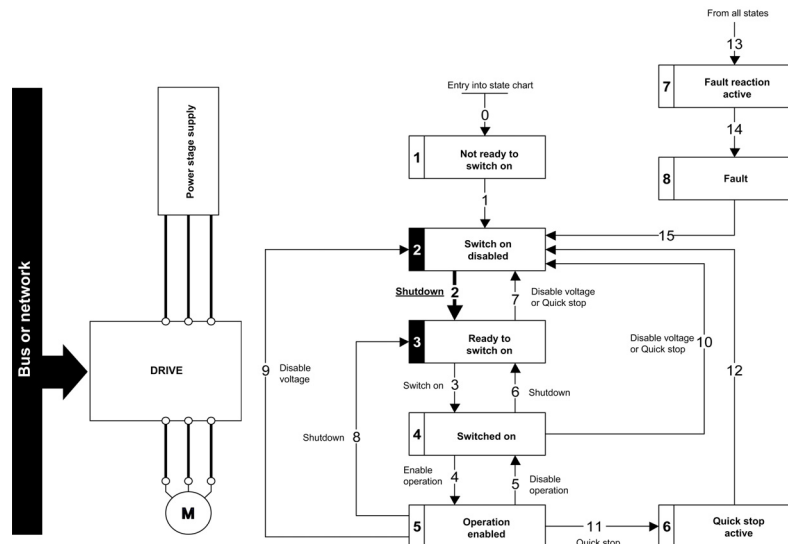 From all states
13
7
Fault reaction
active
14
8
Fault
15
Entry into state chart
0
1
Not ready to
switch on
1
2
Switch on
disabled
Shutdown
2
7
Disable voltage
or Quick stop
3
Ready to
switch on
Switch on
3
6
Shutdown
4
Switched on
Enable
operation
4
5
Disable
operation
5
Operation
enabled
11
Quick stop
6
Quick stop
active
9
Disable
voltage
Shutdown
8
Disable voltage
or Quick stop
10
12
Bus or network
Power stage supply
DRIVE
M